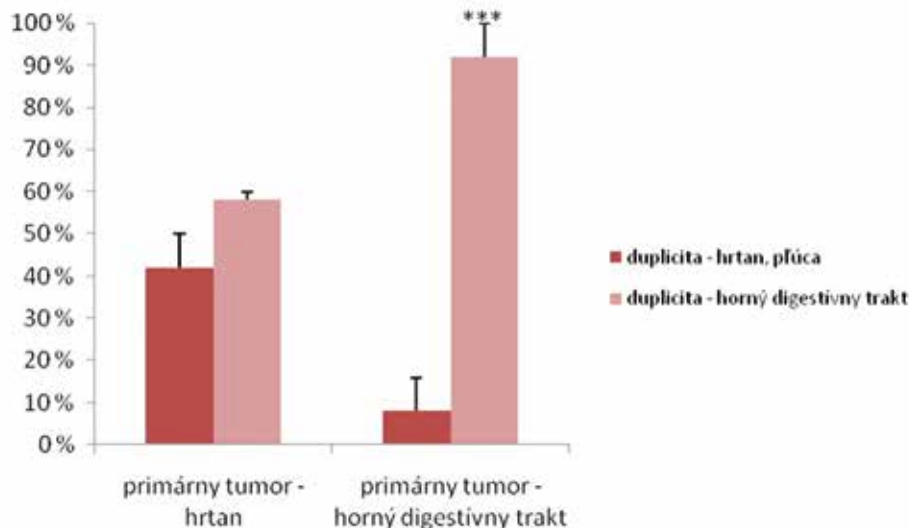 100 %
90 %
80 %
70 %
60 %
50 %
40 %
30 %
20 %
10 %
0 %
***
primárny tumor -
hrtan
primárny tumor -
horný digestívny trakt
duplicita - hrtan, pľúca
duplicita - horný digestívny trakt